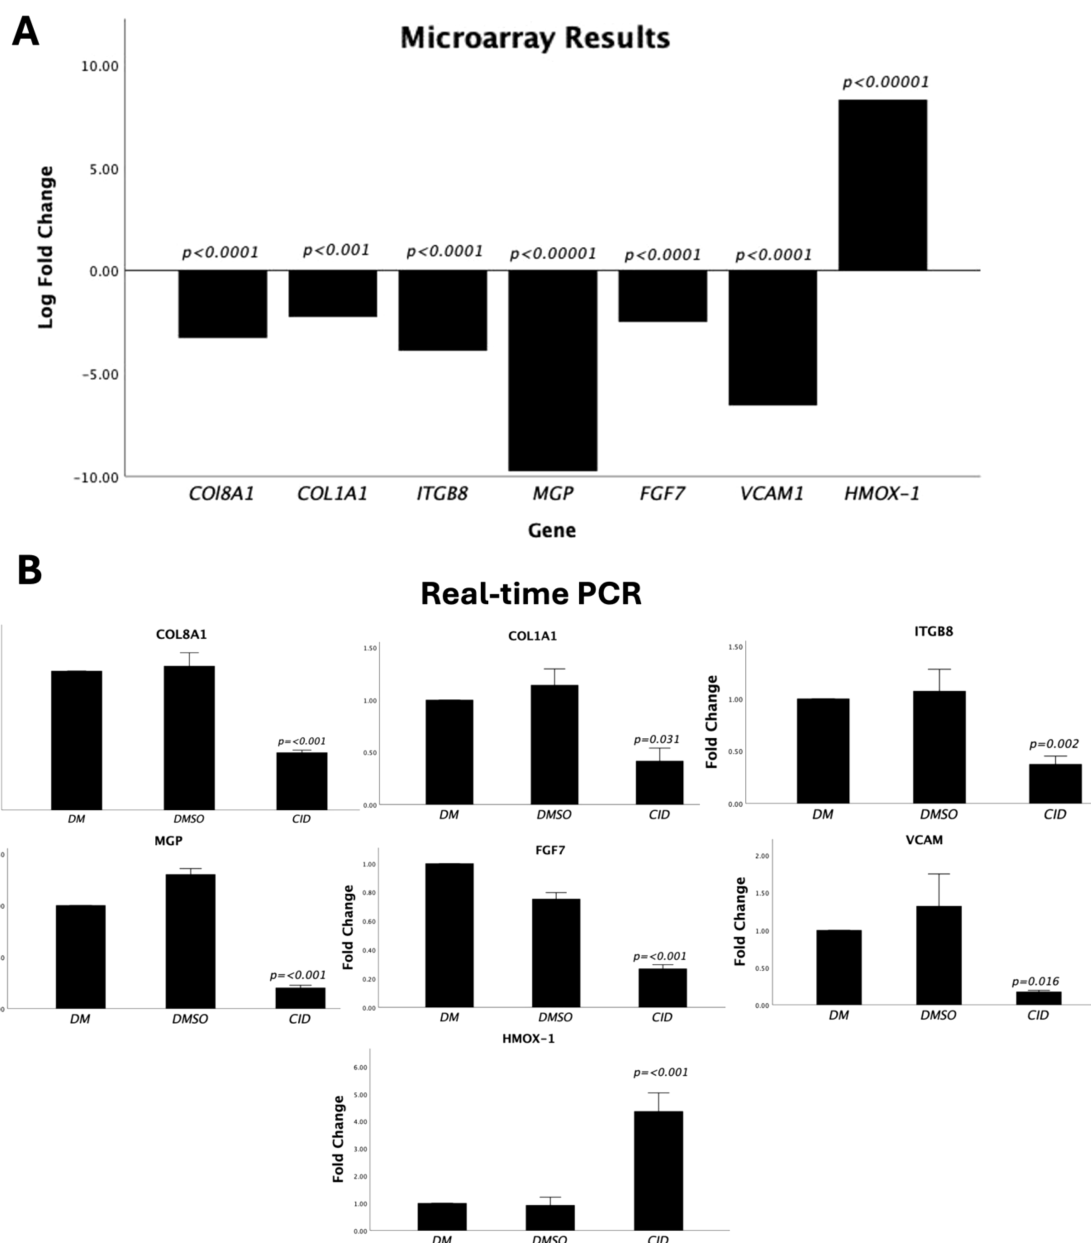 A
Microarray Results
10.00
5.00
0.00
−5.00
−10.00
Log Fold Change
p<0.0001
p<0.001
p<0.0001
p<0.00001
p<0.0001
p<0.0001
p<0.00001
COl8A1
COL1A1
ITGB8
MGP
FGF7
VCAM1
HMOX−1
Gene
B
Real-time PCR
COL8A1
p=<0.001
DM
DMSO
CID
COL1A1
1.50
1.00
0.50
0.00
p=0.031
DM
DMSO
CID
ITGB8
Fold Change
1.50
1.00
0.50
0.00
p=0.002
DM
DMSO
CID
MGP
0
00
0
0
p=<0.001
DM
DMSO
CID
FGF7
Fold Change
1.00
0.80
0.60
0.40
0.20
0.00
p=<0.001
DM
DMSO
CID
VCAM
Fold Change
2.00
1.50
1.00
0.50
0.00
p=0.016
DM
DMSO
CID
HMOX−1
Fold Change
6.00
5.00
4.00
3.00
2.00
1.00
0.00
p=<0.001
DM
DMSO
CID